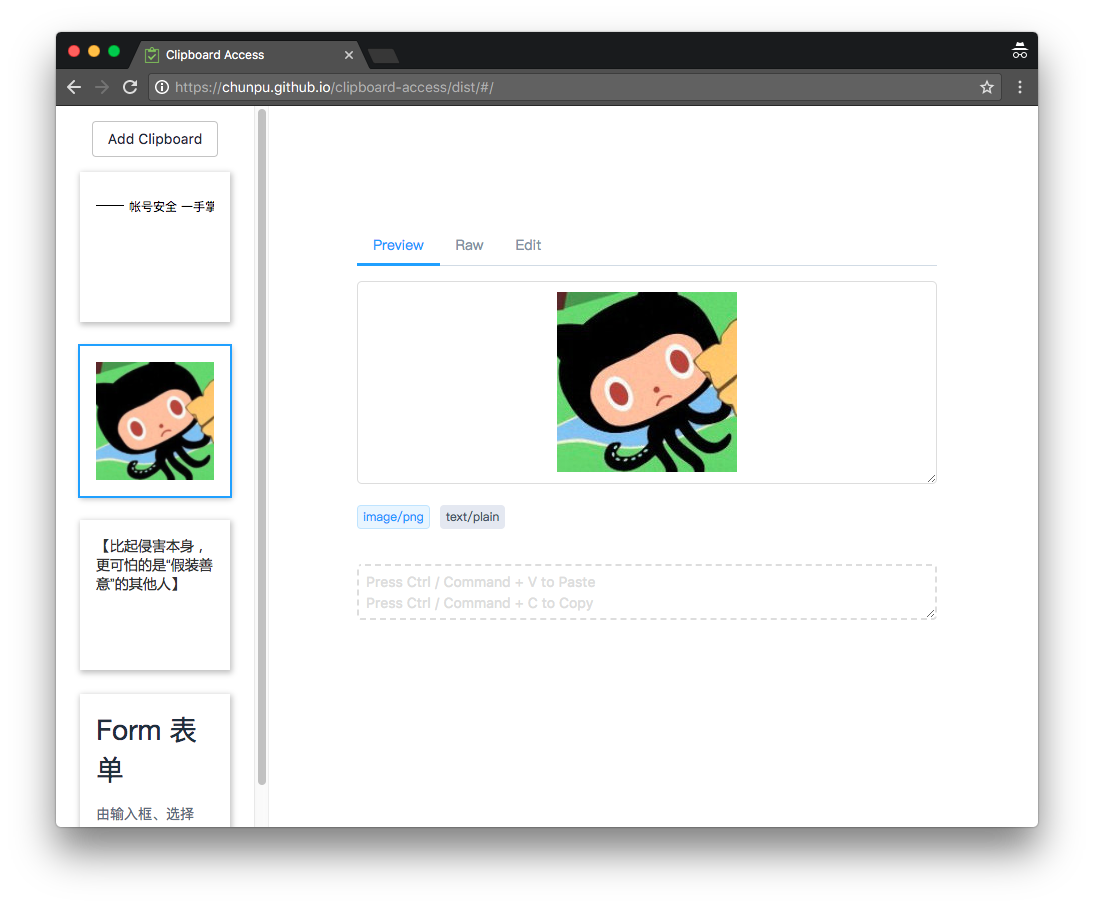 Clipboard Access
https://chunpu.github.io/clipboard-access/dist/#/
Add Clipboard
—— 帐号安全 一手掌
【比起侵害本身，
更可怕的是“假装善
意”的其他人】
Form 表
单
由输入框、选择
Preview Raw Edit
image/png text/plain
Press Ctrl / Command + V to Paste
Press Ctrl / Command + C to Copy